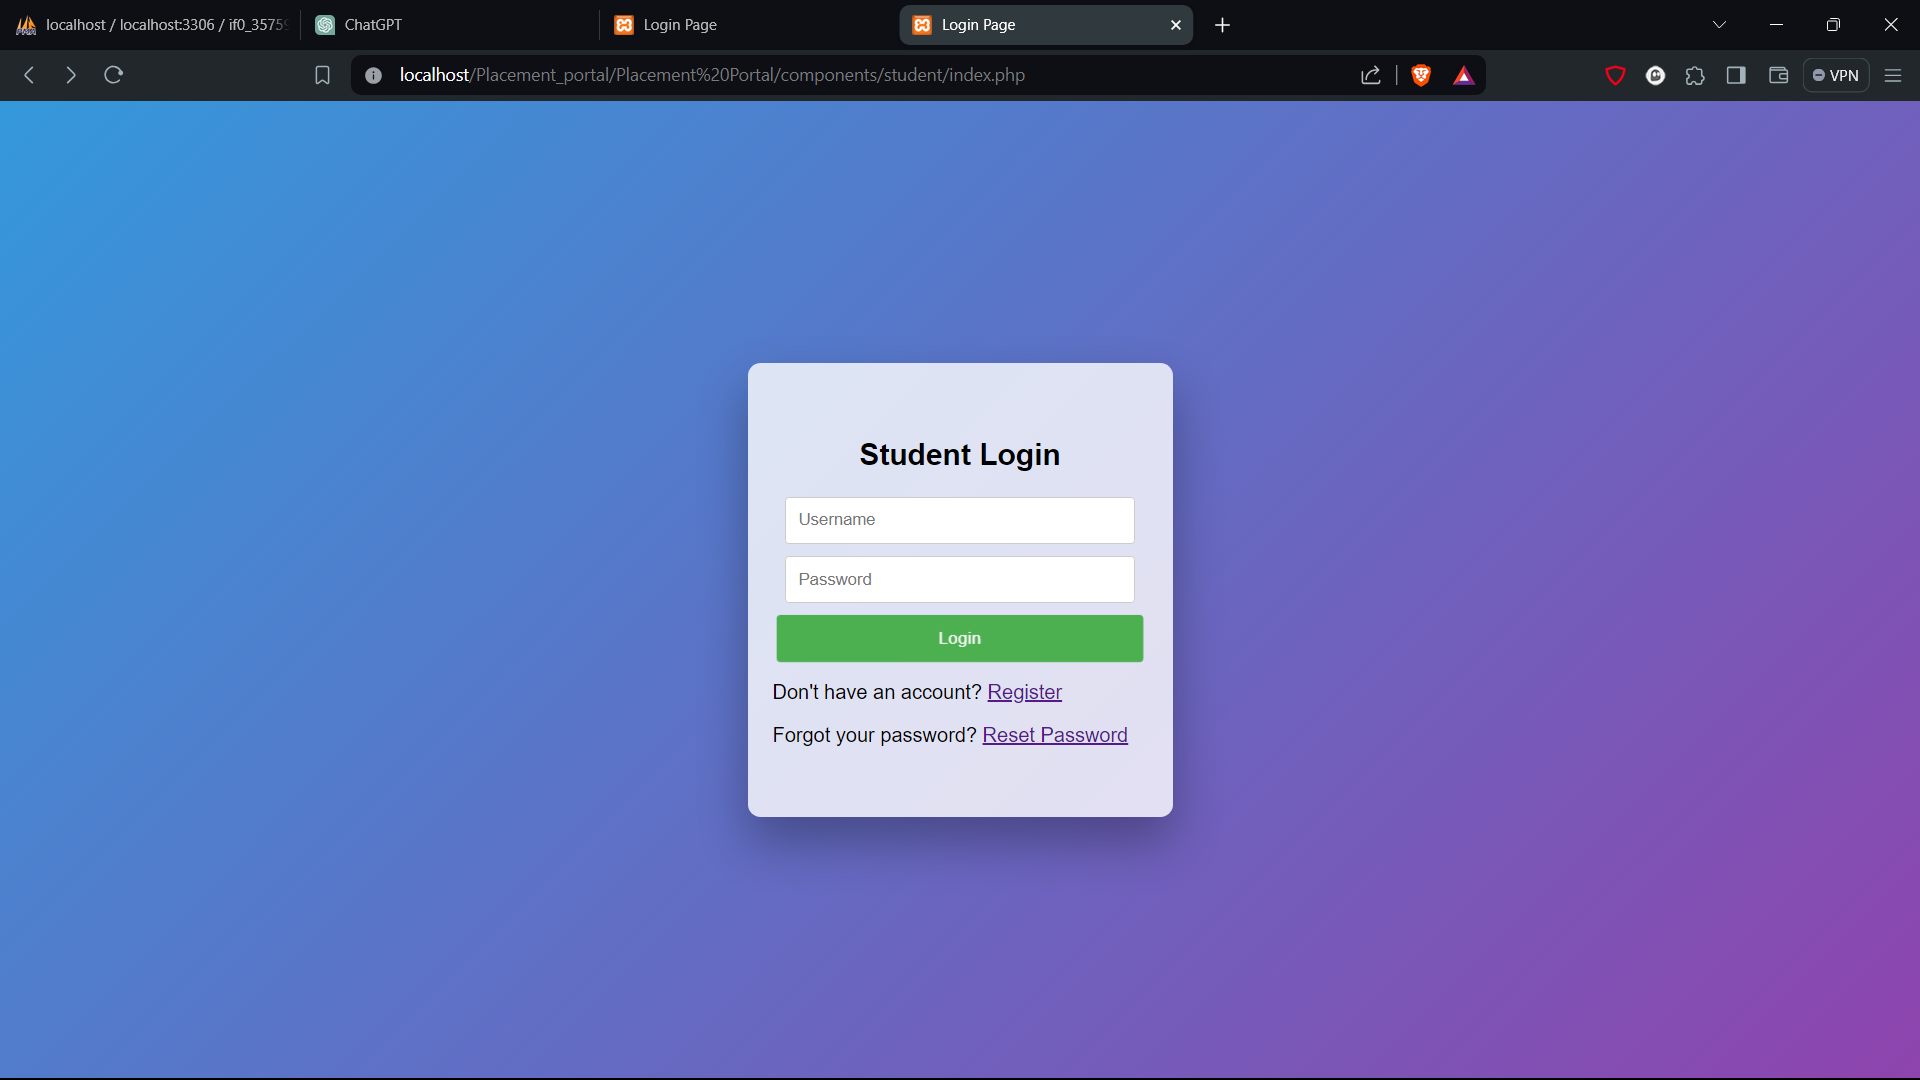 localhost / localhost:3306 / if0_3575
ChatGPT
Login Page
Login Page
localhost/Placement_portal/Placement%20Portal/components/student/index.php
VPN
Student Login
Username
Password
Login
Don't have an account? Register
Forgot your password? Reset Password